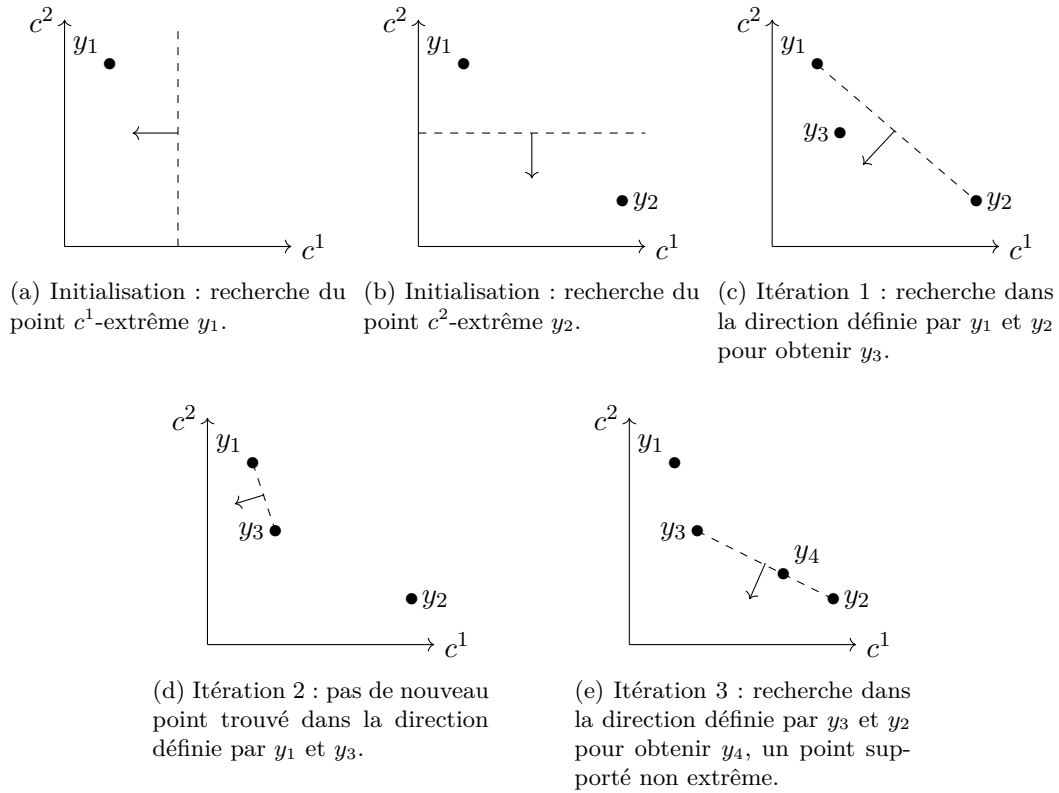 c²
y₁
c¹
(a) Initialisation : recherche du
point c¹-extrême y₁.
c²
y₁
y₂
c¹
(b) Initialisation : recherche du
point c²-extrême y₂.
c²
y₁
y₃
y₂
c¹
(c) Itération 1 : recherche dans
la direction définie par y₁ et y₂
pour obtenir y₃.
c²
y₁
y₃
y₂
c¹
(d) Itération 2 : pas de nouveau
point trouvé dans la direction
définie par y₁ et y₃.
c²
y₁
y₃
y₄
y₂
c¹
(e) Itération 3 : recherche dans
la direction définie par y₃ et y₂
pour obtenir y₄, un point sup-
porté non extrême.